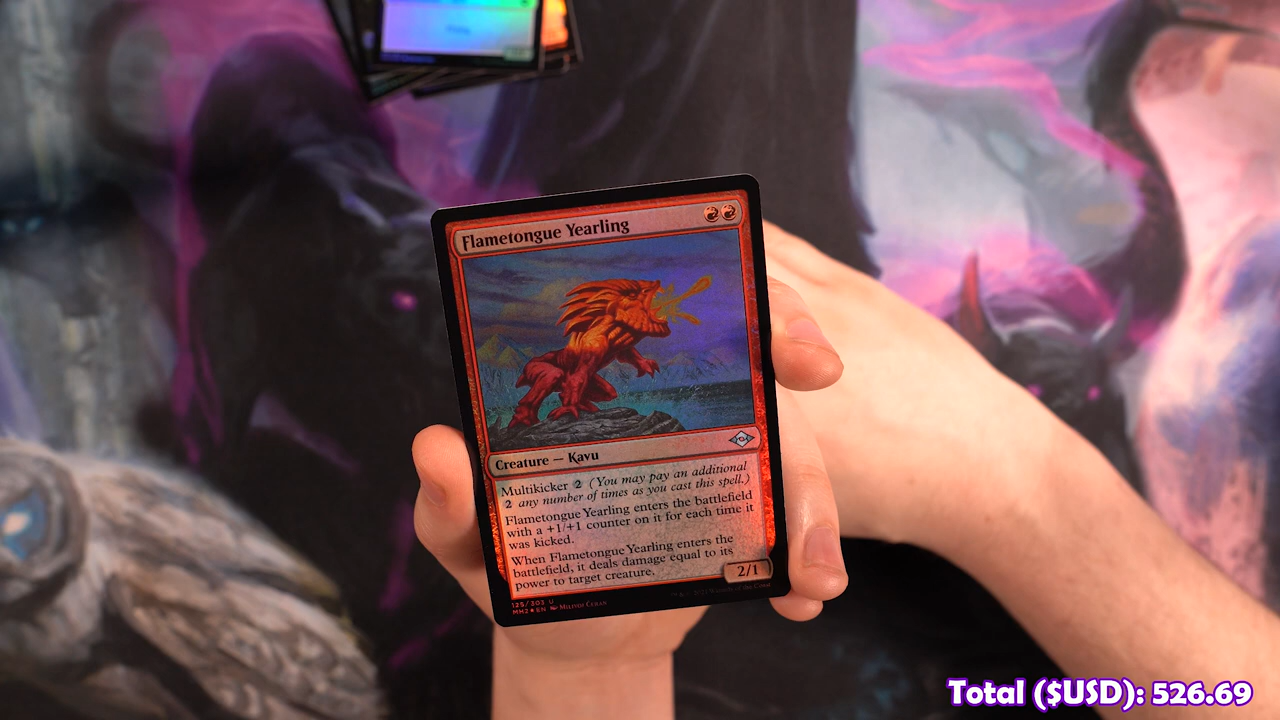 Flametongue Yearling
Creature — Kavu
Multikicker 2 (You may pay an additional
2 any number of times as you cast this spell.)
Flametongue Yearling enters the battlefield
with a +1/+1 counter on it for each time it
was kicked.
When Flametongue Yearling enters the
battlefield, it deals damage equal to its
power to target creature.
2/1
125/303 U
MH2 ★ EN
Total ($USD): 526.69